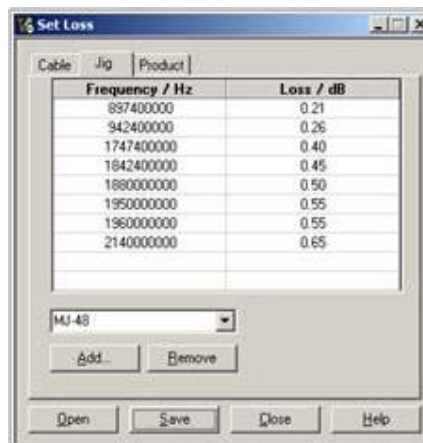 Set Loss
Cable Jig Product
Frequency / Hz Loss / dB
897400000 0.21
942400000 0.26
1747400000 0.40
1842400000 0.45
1880000000 0.50
1950000000 0.55
1960000000 0.55
2140000000 0.65
MJ-48
Add... Remove
Open Save Close Help